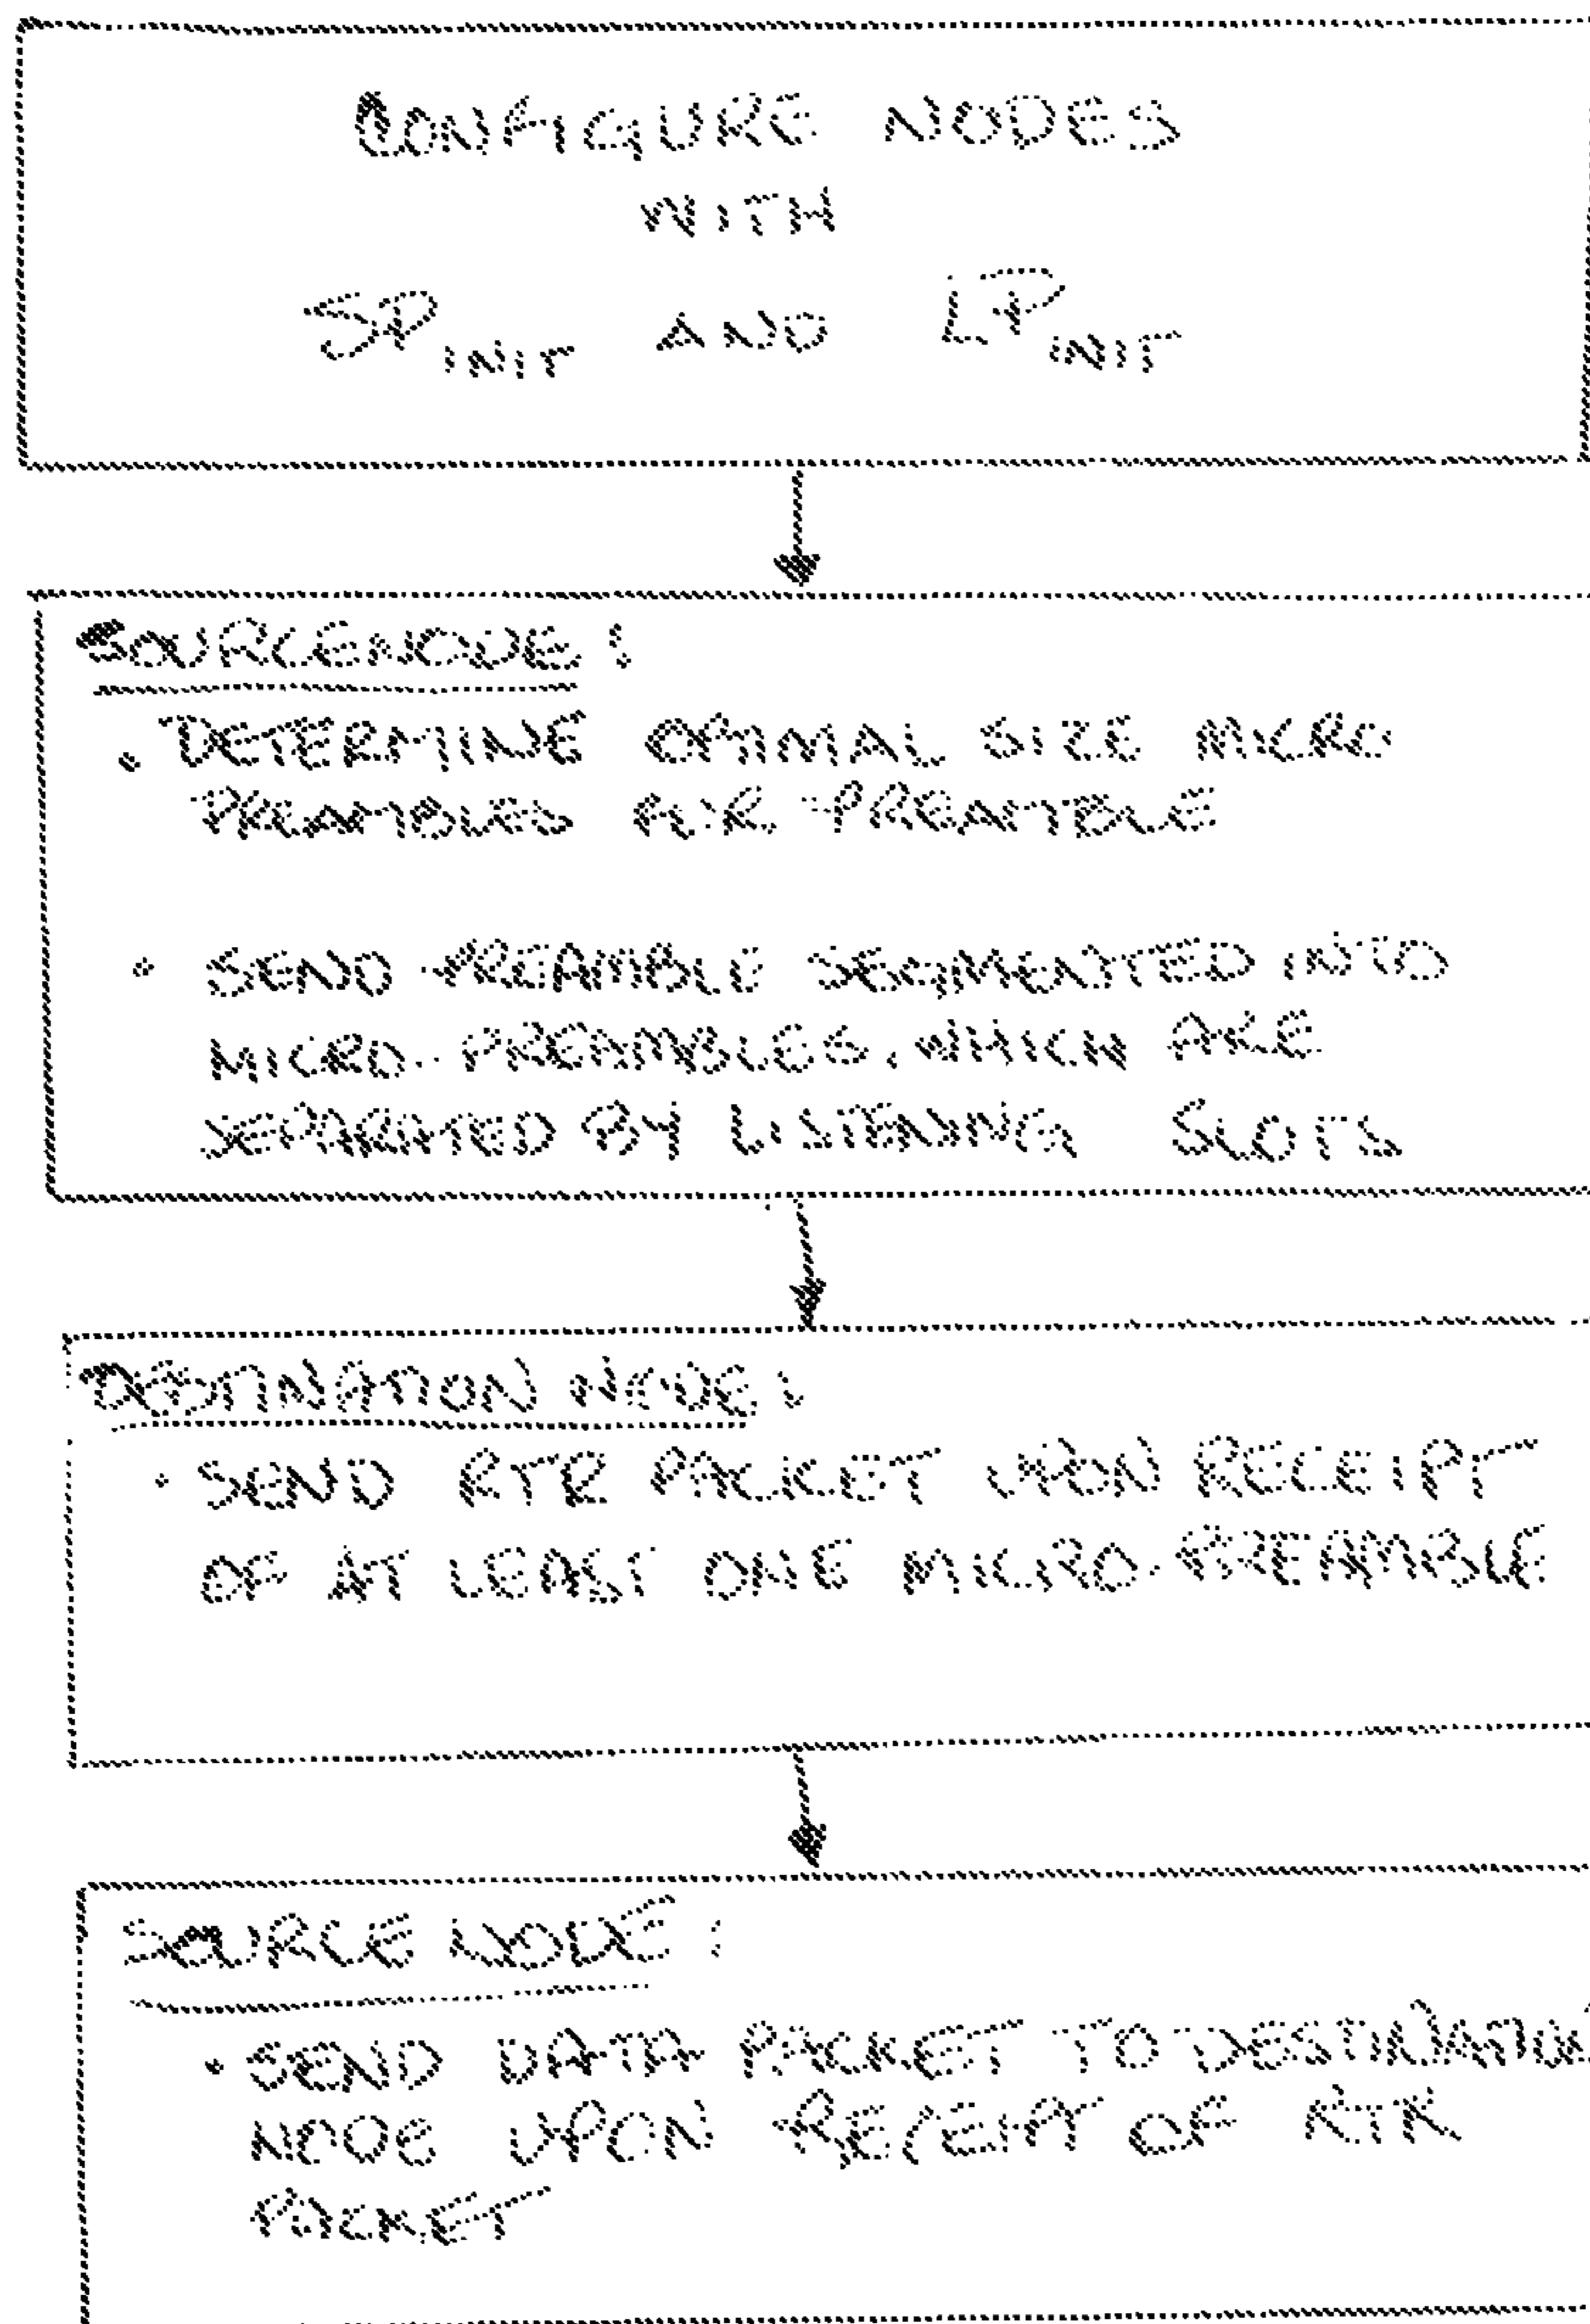 CONFIGURE NODES
WITH
SP INIT AND LP INIT
SOURCE NODE :
• DETERMINE OPTIMAL SIZE MICRO
PREAMBLES FOR PREAMBLE
• SEND PREAMBLE SEGMENTED INTO
MICRO-PREAMBLES, WHICH ARE
SEPARATED BY LISTENING SLOTS
DESTINATION NODE :
• SEND RTR PACKET UPON RECEIPT
OF AT LEAST ONE MICRO-PREAMBLE
SOURCE NODE :
• SEND DATA PACKET TO DESTINATION
NODE UPON RECEIPT OF RTR
PACKET